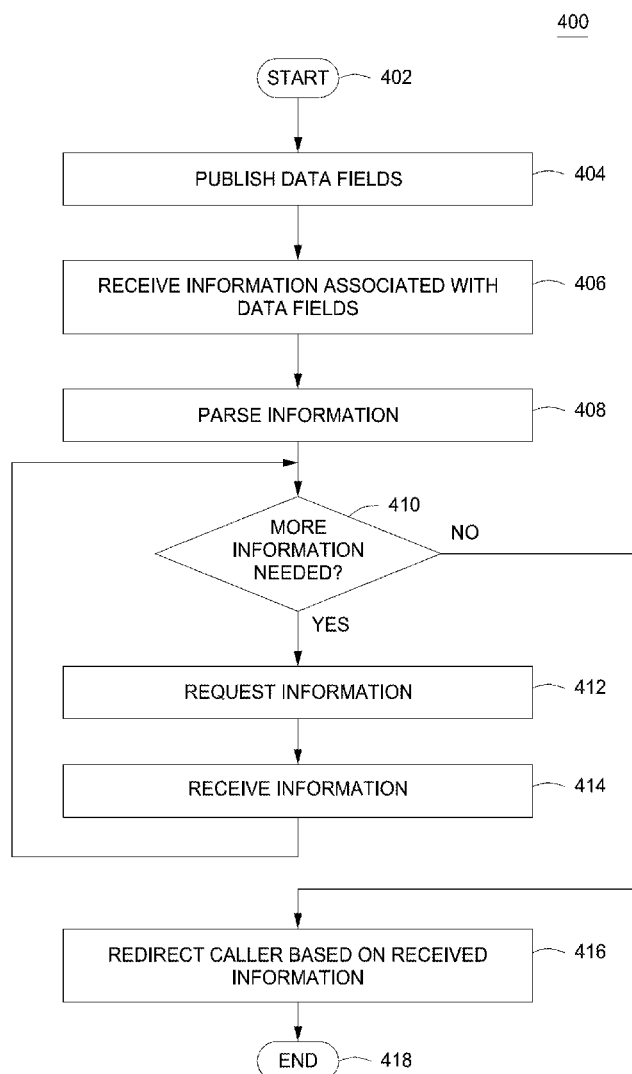 400
START
402
PUBLISH DATA FIELDS
404
RECEIVE INFORMATION ASSOCIATED WITH
DATA FIELDS
406
PARSE INFORMATION
408
410
MORE
INFORMATION
NEEDED?
NO
YES
REQUEST INFORMATION
412
RECEIVE INFORMATION
414
REDIRECT CALLER BASED ON RECEIVED
INFORMATION
416
END
418